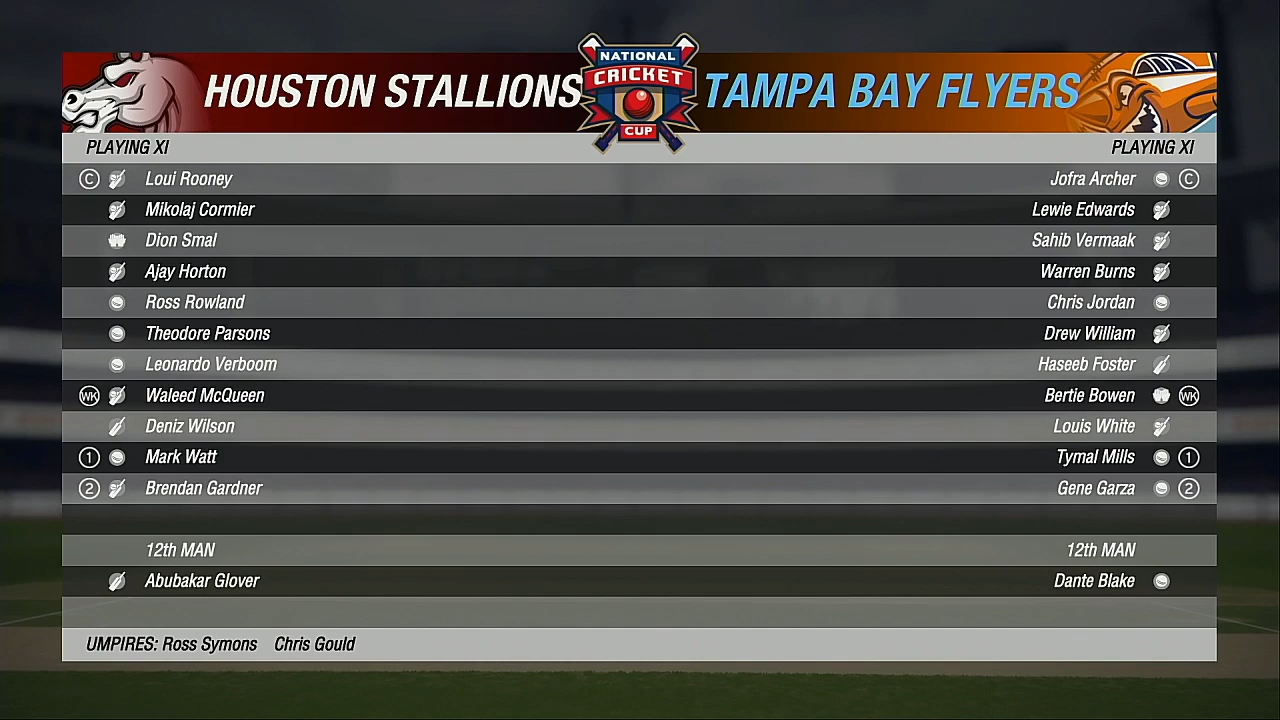 HOUSTON STALLIONS NATIONAL CRICKET CUP TAMPA BAY FLYERS
PLAYING XI PLAYING XI
C Loui Rooney Jofra Archer C
Mikolaj Cormier Lewie Edwards
Dion Smal Sahib Vermaak
Ajay Horton Warren Burns
Ross Rowland Chris Jordan
Theodore Parsons Drew William
Leonardo Verboom Haseeb Foster
WK Waleed McQueen Bertie Bowen WK
Deniz Wilson Louis White
1 Mark Watt Tymal Mills 1
2 Brendan Gardner Gene Garza 2
12th MAN 12th MAN
Abubakar Glover Dante Blake
UMPIRES: Ross Symons Chris Gould